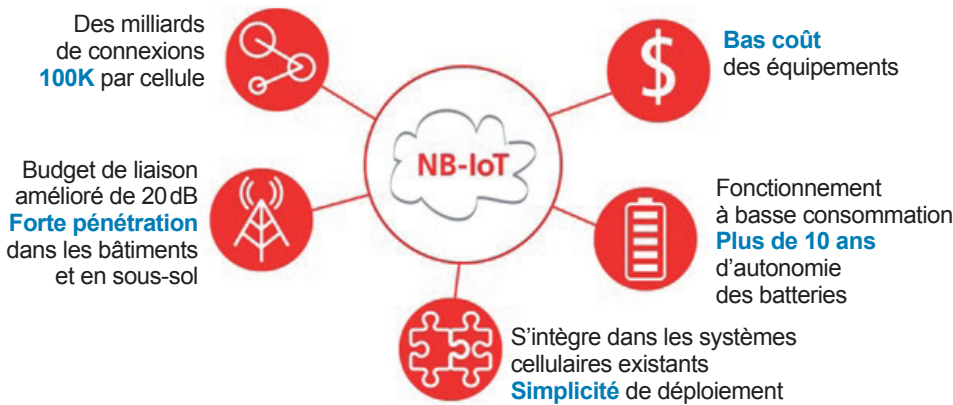 Des milliards
de connexions
100K par cellule
Bas coût
des équipements
$
NB-IoT
Budget de liaison
amélioré de 20 dB
Forte pénétration
dans les bâtiments
et en sous-sol
Fonctionnement
à basse consommation
Plus de 10 ans
d'autonomie
des batteries
S'intègre dans les systèmes
cellulaires existants
Simplicité de déploiement